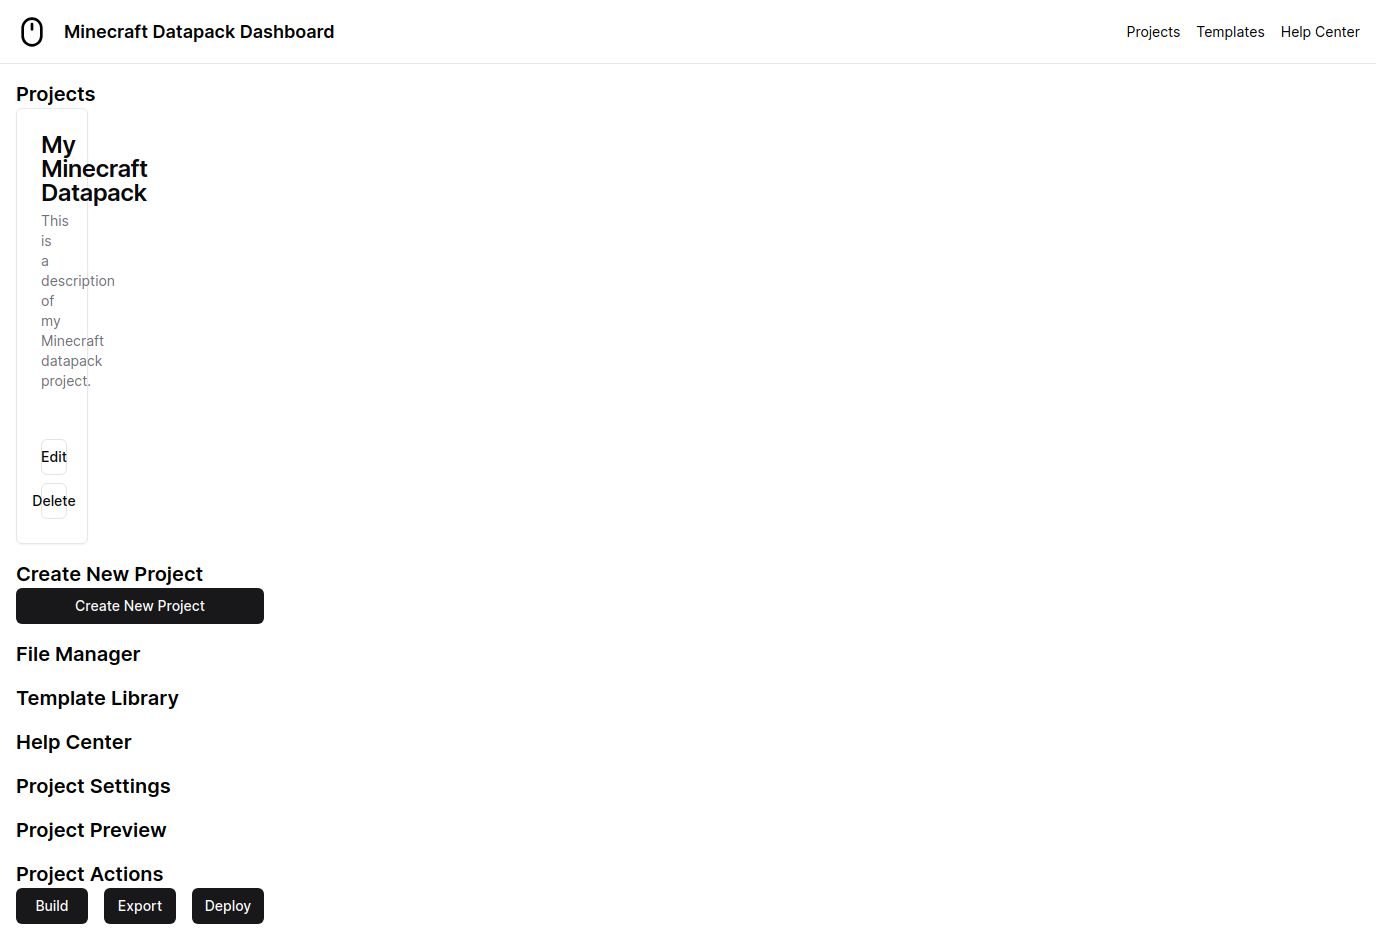 Minecraft Datapack Dashboard
Projects
Templates
Help Center
Projects
My
Minecraft
Datapack
This
is
a
description
of
my
Minecraft
datapack
project.
Edit
Delete
Create New Project
Create New Project
File Manager
Template Library
Help Center
Project Settings
Project Preview
Project Actions
Build
Export
Deploy